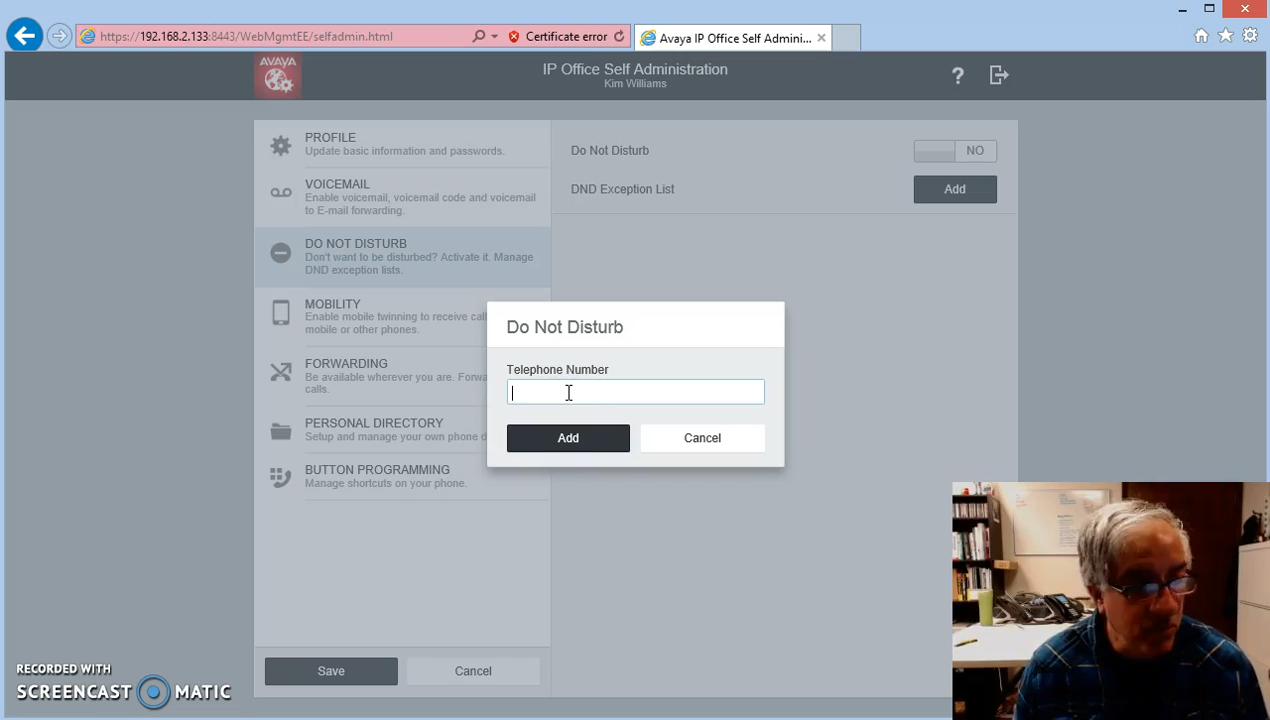 https://192.168.2.133:8443/WebMgmtEE/selfadmin.html
Certificate error
Avaya IP Office Self Admini...
AVAYA
IP Office Self Administration
Kim Williams
?
PROFILE
Update basic information and passwords.
VOICEMAIL
Enable voicemail, voicemail code and voicemail
to E-mail forwarding.
DO NOT DISTURB
Don't want to be disturbed? Activate it. Manage
DND exception lists.
MOBILITY
Enable mobile twinning to receive
mobile or other phones.
FORWARDING
Be available wherever you are.
calls.
PERSONAL DIRECTORY
Setup and manage your own phone
BUTTON PROGRAMMING
Manage shortcuts on your phone.
Save
Cancel
Do Not Disturb
NO
DND Exception List
Add
Do Not Disturb
Telephone Number
Add
Cancel
RECORDED WITH
SCREENCAST MATIC